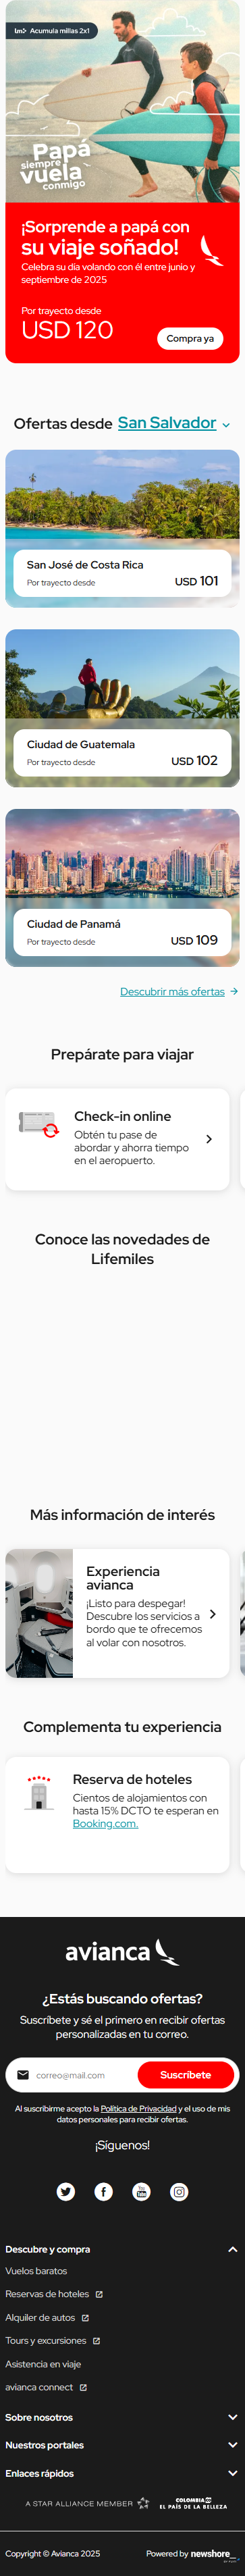 lm Acumula millas 2x1
Papá
siempre
vuela
conmigo
¡Sorprende a papá con
su viaje soñado!
Celebra su día volando con él entre junio y
septiembre de 2025
Por trayecto desde
USD 120
Compra ya
Ofertas desde San Salvador
San José de Costa Rica
Por trayecto desde
USD 101
Ciudad de Guatemala
Por trayecto desde
USD 102
Ciudad de Panamá
Por trayecto desde
USD 109
Descubrir más ofertas
Prepárate para viajar
Check-in online
Obtén tu pase de
abordar y ahorra tiempo
en el aeropuerto.
Conoce las novedades de
Lifemiles
Más información de interés
Experiencia
avianca
¡Listo para despegar!
Descubre los servicios a
bordo que te ofrecemos
al volar con nosotros.
Complementa tu experiencia
Reserva de hoteles
Cientos de alojamientos con
hasta 15% DCTO te esperan en
Booking.com.
avianca
¿Estás buscando ofertas?
Suscríbete y sé el primero en recibir ofertas
personalizadas en tu correo.
correo@mail.com
Suscríbete
Al suscribirme acepto la Política de Privacidad y el uso de mis
datos personales para recibir ofertas.
¡Síguenos!
Descubre y compra
Vuelos baratos
Reservas de hoteles
Alquiler de autos
Tours y excursiones
Asistencia en viaje
avianca connect
Sobre nosotros
Nuestros portales
Enlaces rápidos
A STAR ALLIANCE MEMBER
COLOMBIA
EL PAÍS DE LA BELLEZA
Copyright © Avianca 2025
Powered by newshore_